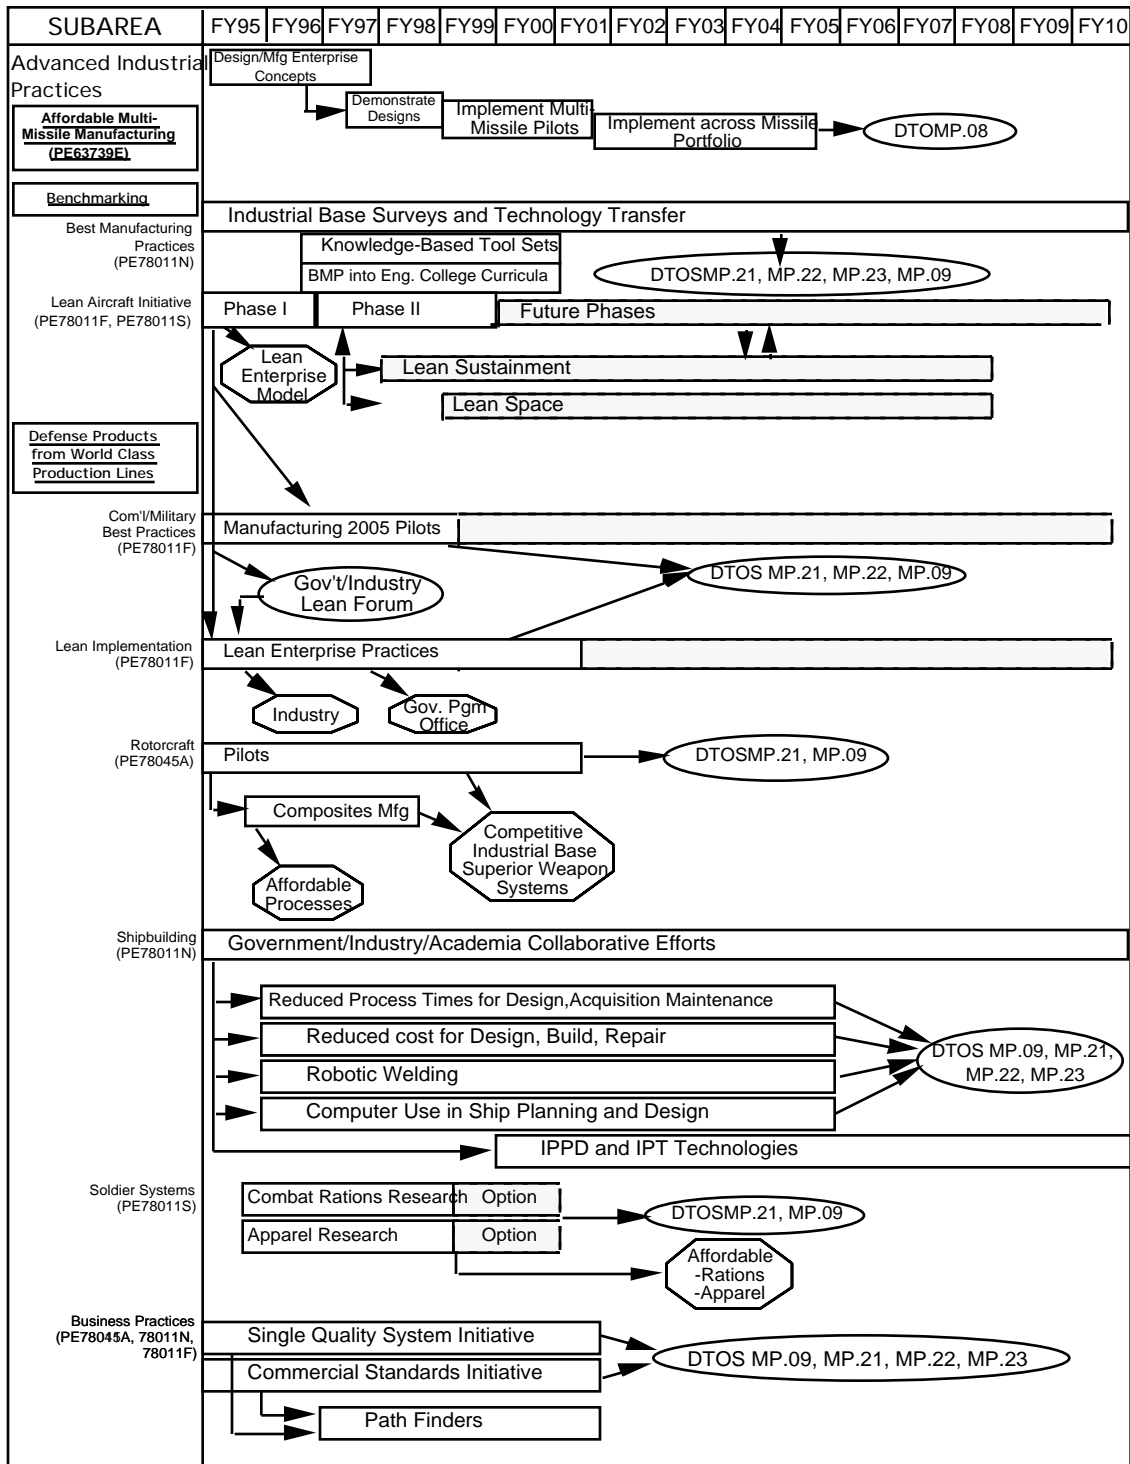 SUBAREA FY95 FY96 FY97 FY98 FY99 FY00 FY01 FY02 FY03 FY04 FY05 FY06 FY07 FY08 FY09 FY10
Advanced Industrial
Practices
Design/Mfg Enterprise
Concepts
Demonstrate
Designs
Implement Multi-
Missile Pilots
Implement across Missile
Portfolio
DTOMP.08
Affordable Multi-
Missile Manufacturing
(PE63739E)
Benchmarking
Industrial Base Surveys and Technology Transfer
Best Manufacturing
Practices
(PE78011N)
Knowledge-Based Tool Sets
BMP into Eng. College Curricula
DTOSMP.21, MP.22, MP.23, MP.09
Lean Aircraft Initiative
(PE78011F, PE78011S)
Phase I
Phase II
Future Phases
Lean
Enterprise
Model
Lean Sustainment
Lean Space
Defense Products
from World Class
Production Lines
Com'l/Military
Best Practices
(PE78011F)
Manufacturing 2005 Pilots
DTOS MP.21, MP.22, MP.09
Gov't/Industry
Lean Forum
Lean Implementation
(PE78011F)
Lean Enterprise Practices
Industry
Gov. Pgm
Office
Rotorcraft
(PE78045A)
Pilots
DTOSMP.21, MP.09
Composites Mfg
Competitive
Industrial Base
Superior Weapon
Systems
Affordable
Processes
Shipbuilding
(PE78011N)
Government/Industry/Academia Collaborative Efforts
Reduced Process Times for Design,Acquisition Maintenance
Reduced cost for Design, Build, Repair
Robotic Welding
Computer Use in Ship Planning and Design
DTOS MP.09, MP.21,
MP.22, MP.23
IPPD and IPT Technologies
Soldier Systems
(PE78011S)
Combat Rations Research Option
Apparel Research Option
DTOSMP.21, MP.09
Affordable
-Rations
-Apparel
Business Practices
(PE78045A, 78011N,
78011F)
Single Quality System Initiative
Commercial Standards Initiative
DTOS MP.09, MP.21, MP.22, MP.23
Path Finders